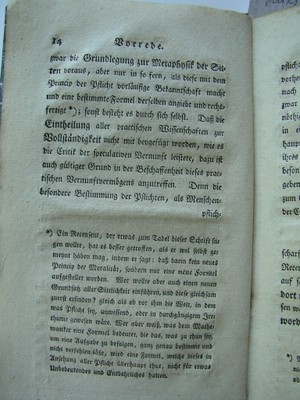 14 Vorrede.
zwar die Grundlegung zur Metaphysik der Sit-
ten voraus, aber nur in so fern, als diese mit dem
Princip der Pflicht vorläufige Bekanntschaft macht
und eine bestimmte Formel derselben angiebt und recht-
fertigt *); sonst besteht es durch sich selbst. Daß die
Eintheilung aller practischen Wissenschaften zur
Vollständigkeit nicht mit beygefügt worden, wie es
die Critik der speculativen Vernunft leistete, dazu ist
auch gültiger Grund in der Beschaffenheit dieses prac-
tischen Vernunftvermögens anzutreffen. Denn die
besondere Bestimmung der Pflichten, als Menschen-
pflich-
*) Ein Recensent, der etwas zum Tadel dieser Schrift sa-
gen wollte, hat es besser getroffen, als er wol selbst ge-
meynt haben mag, indem er sagt: daß darin kein neues
Princip der Moralität, sondern nur eine neue Formel
aufgestellet worden. Wer wollte aber auch einen neuen
Grundsatz aller Sittlichkeit einführen, und diese gleichsam
zuerst erfinden? gleich als ob vor ihm die Welt, in dem
was Pflicht sey, unwissend, oder in durchgängigem Irr-
thume gewesen wäre. Wer aber weiß, was dem Mathe-
matiker eine Formel bedeutet, die das, was zu thun sey,
um eine Aufgabe zu befolgen, ganz genau bestimmt und
nicht verfehlen läßt, wird eine Formel, welche dieses in
Ansehung aller Pflicht überhaupt thut, nicht für etwas
Unbedeutendes und Entbehrliches halten.